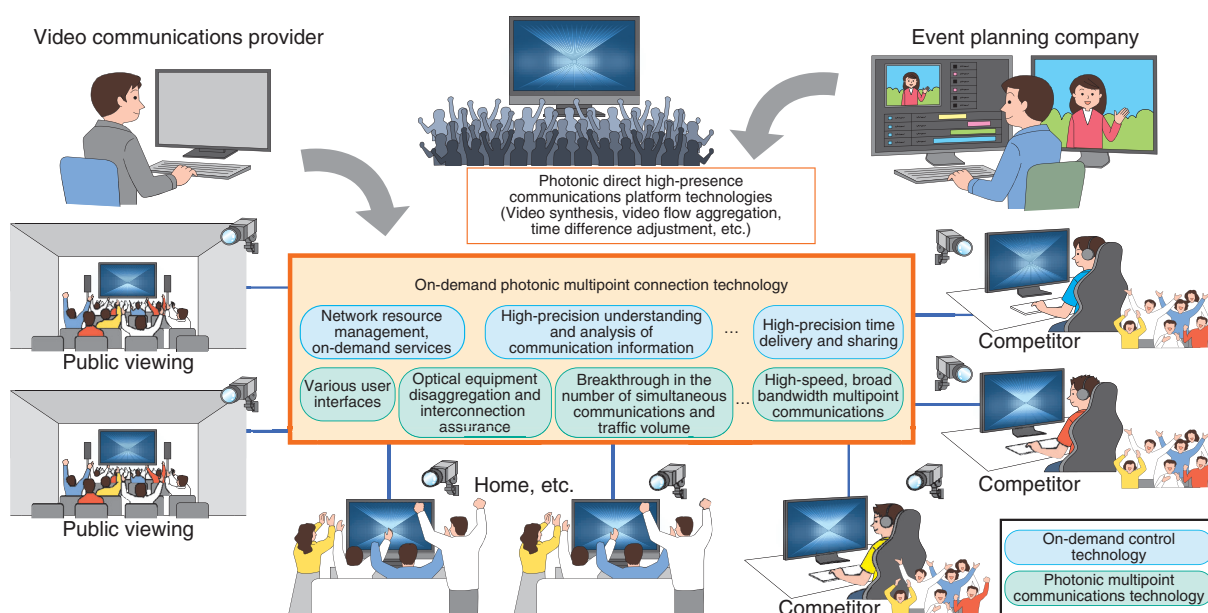 Video communications provider
Event planning company
Photonic direct high-presence
communications platform technologies
(Video synthesis, video flow aggregation,
time difference adjustment, etc.)
On-demand photonic multipoint connection technology
Network resource
management,
on-demand services
High-precision understanding
and analysis of
communication information
...
High-precision time
delivery and sharing
Various user
interfaces
Optical equipment
disaggregation and
interconnection
assurance
Breakthrough in the
number of simultaneous
communications and
traffic volume
...
High-speed, broad
bandwidth multipoint
communications
Public viewing
Public viewing
Home, etc.
Competitor
Competitor
Competitor
On-demand control
technology
Photonic multipoint
communications technology